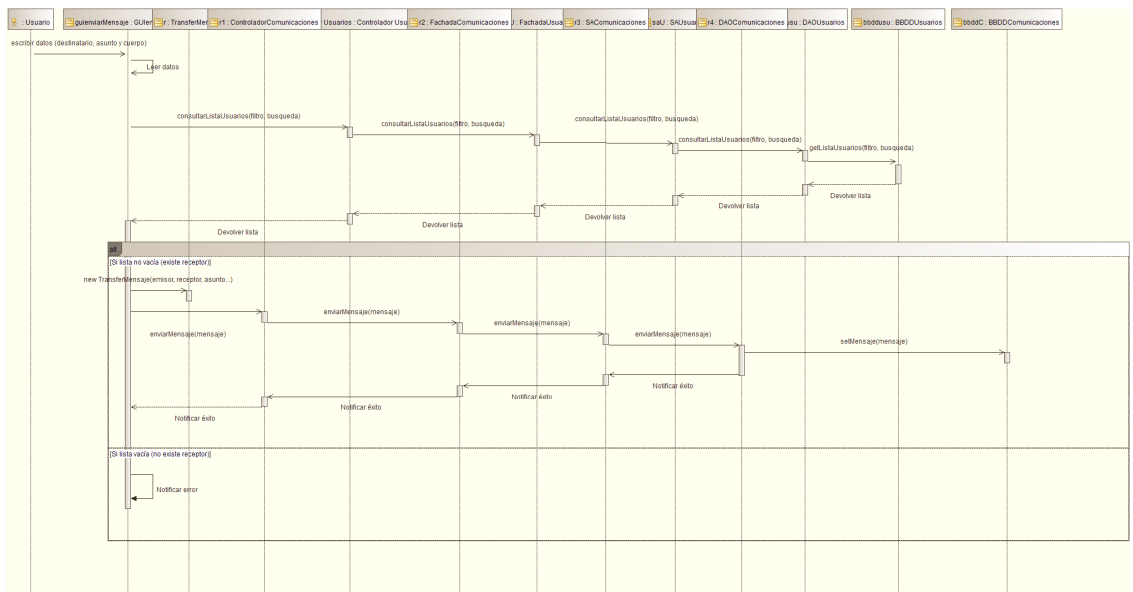 : Usuario
guienviarMensaje : GUIen
r : TransferMen
r1 : ControladorComunicaciones
Usuarios : Controlador Usu
r2 : FachadaComunicaciones
: FachadaUsua
r3 : SAComunicaciones
saU : SAUsuar
r4 : DAOComunicaciones
usu : DAOUsuarios
bbddusu : BBDDUsuarios
bbddC : BBDDComunicaciones
escribir datos (destinatario, asunto y cuerpo)
Leer datos
consultarListaUsuarios(filtro, busqueda)
consultarListaUsuarios(filtro, busqueda)
consultarListaUsuarios(filtro, busqueda)
consultarListaUsuarios(filtro, busqueda)
getListaUsuarios(filtro, busqueda)
Devolver lista
Devolver lista
Devolver lista
Devolver lista
Devolver lista
alt
[Si lista no vacía (existe receptor)]
new TransferMensaje(emisor, receptor, asunto...)
enviarMensaje(mensaje)
enviarMensaje(mensaje)
enviarMensaje(mensaje)
enviarMensaje(mensaje)
setMensaje(mensaje)
Notificar éxito
Notificar éxito
Notificar éxito
Notificar éxito
[Si lista vacía (no existe receptor)]
Notificar error